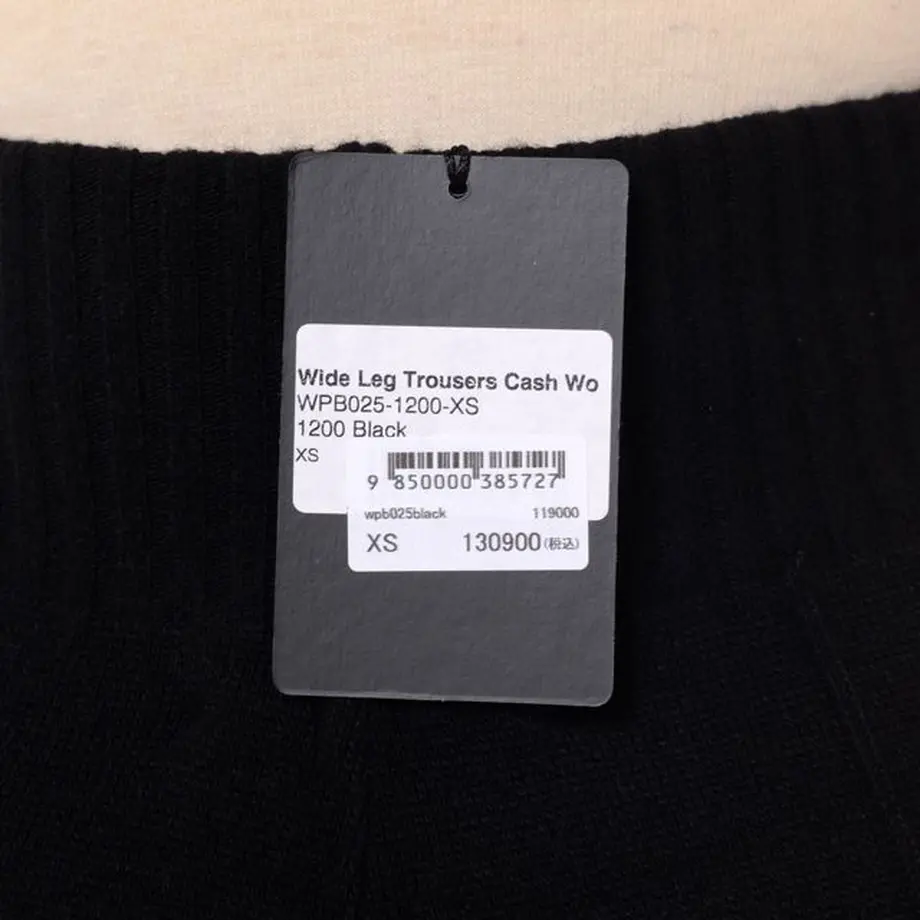 Wide Leg Trousers Cash Wo
WPB025-1200-XS
1200 Black
XS
9 850000 385727
wpb025black 119000
XS 130900(税込)